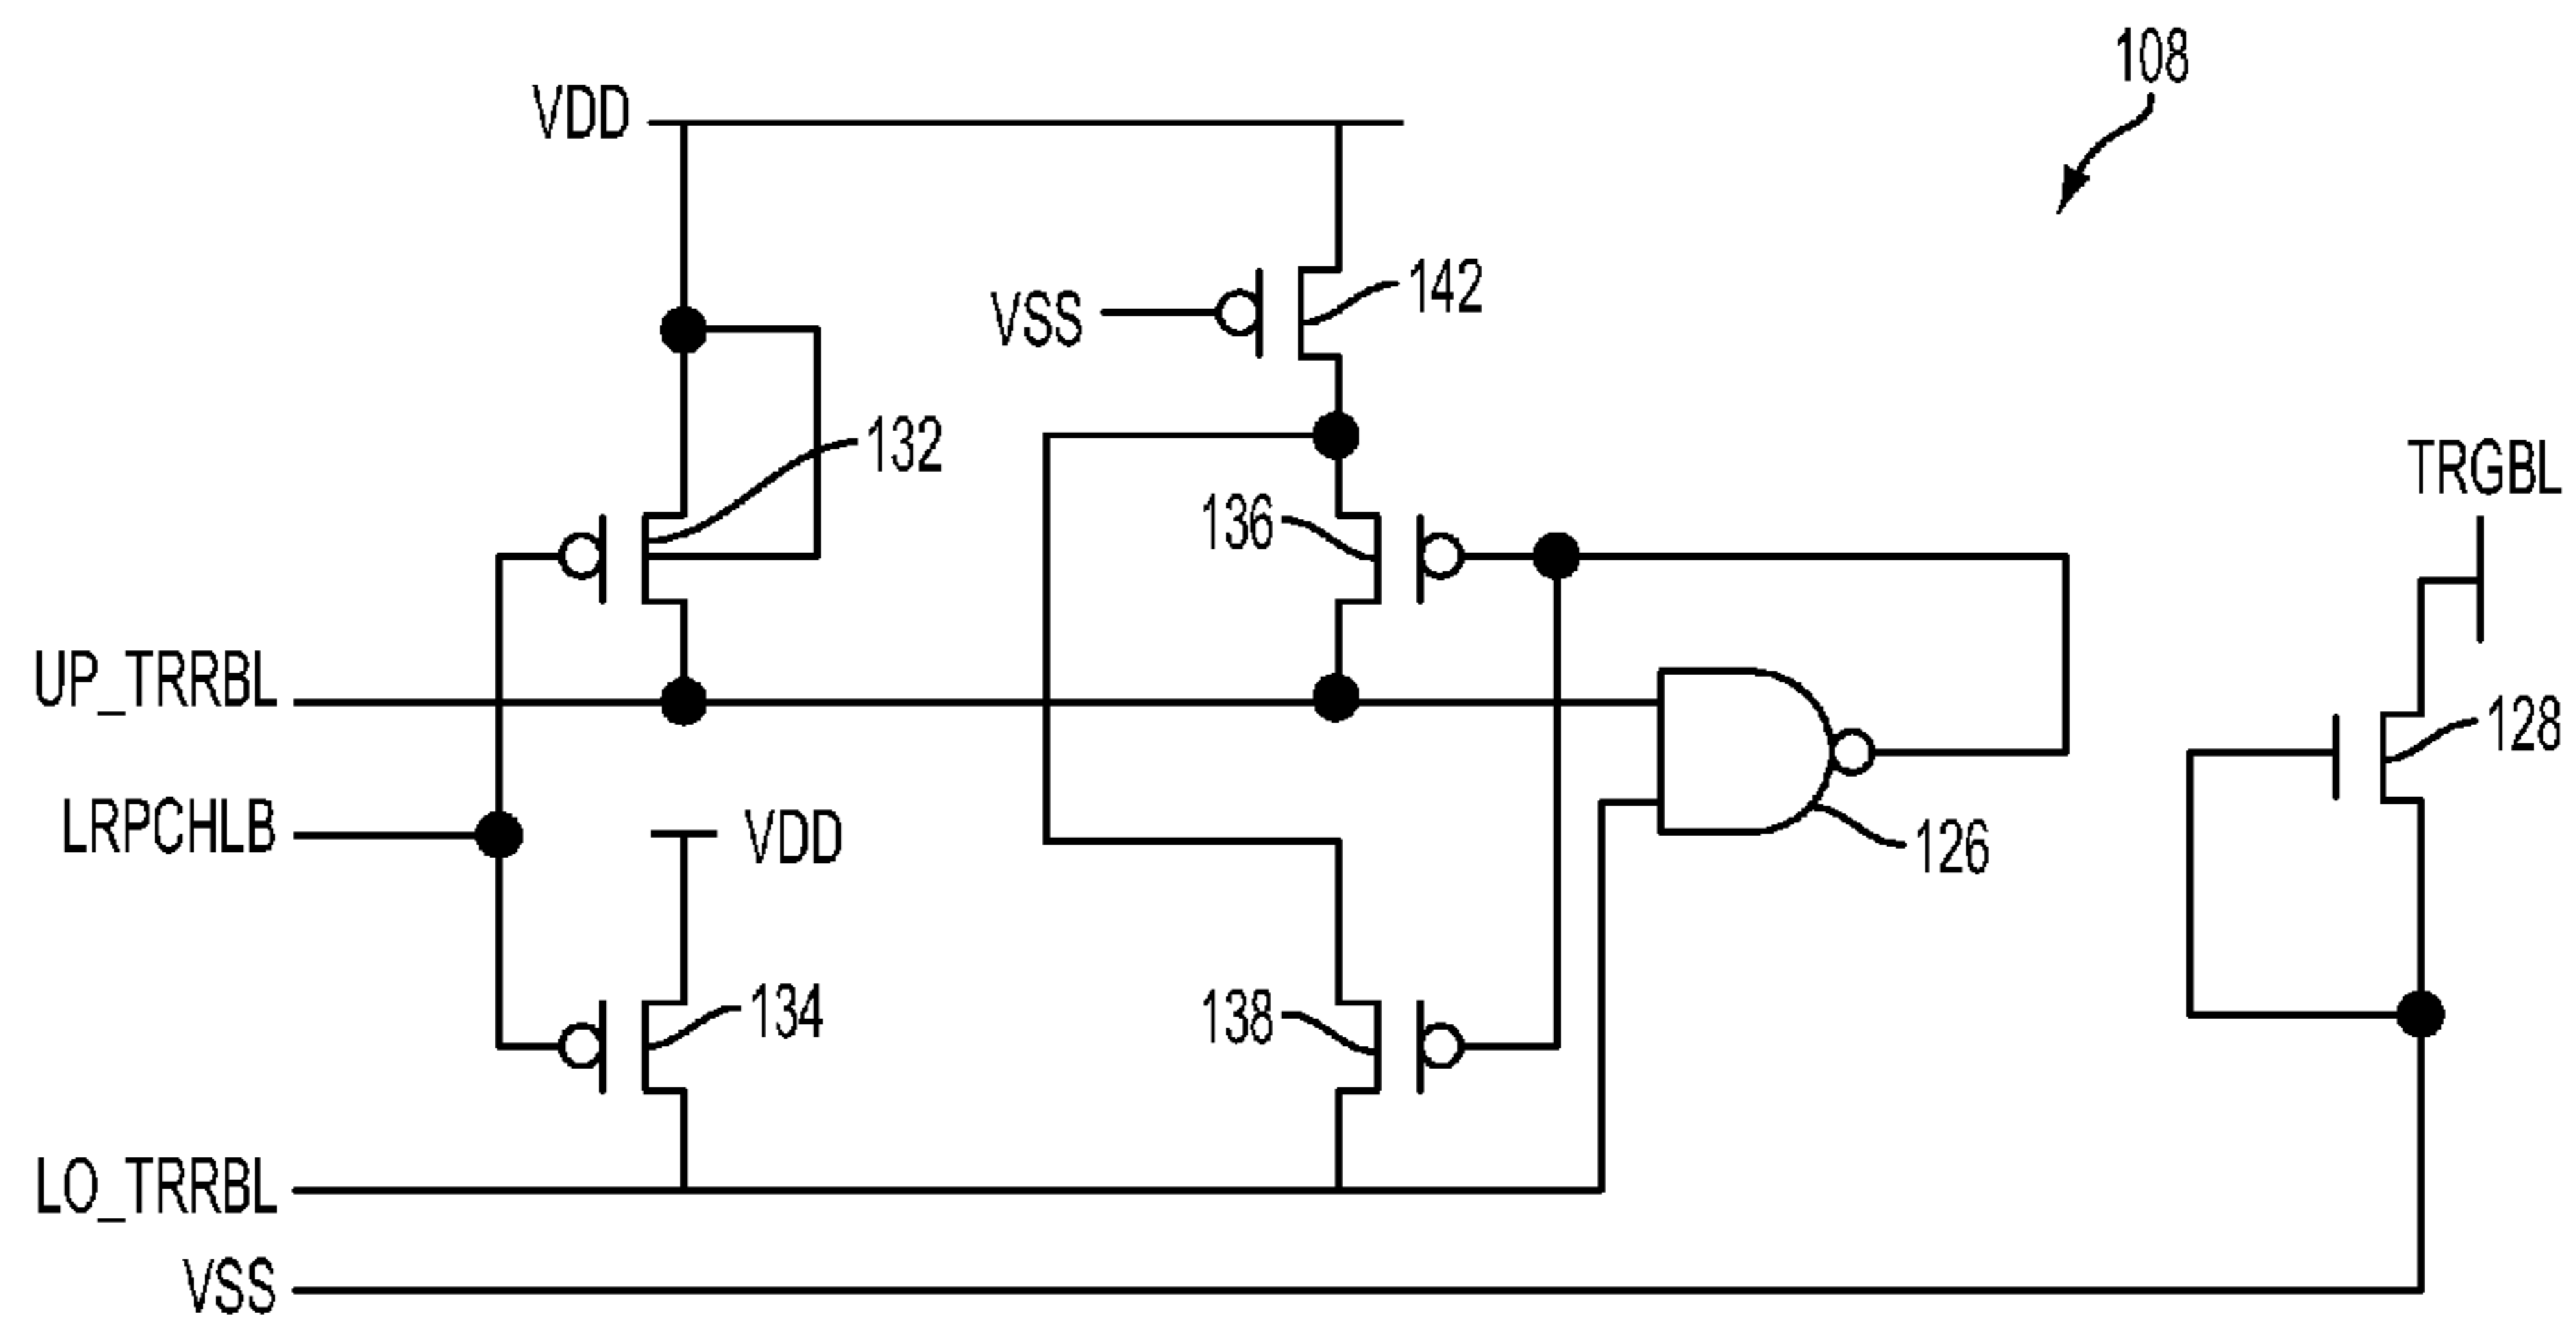 108
VDD
142
VSS
132
TRGBL
136
UP_TRRBL
128
LRPCHLB
VDD
126
134
138
LO_TRRBL
VSS